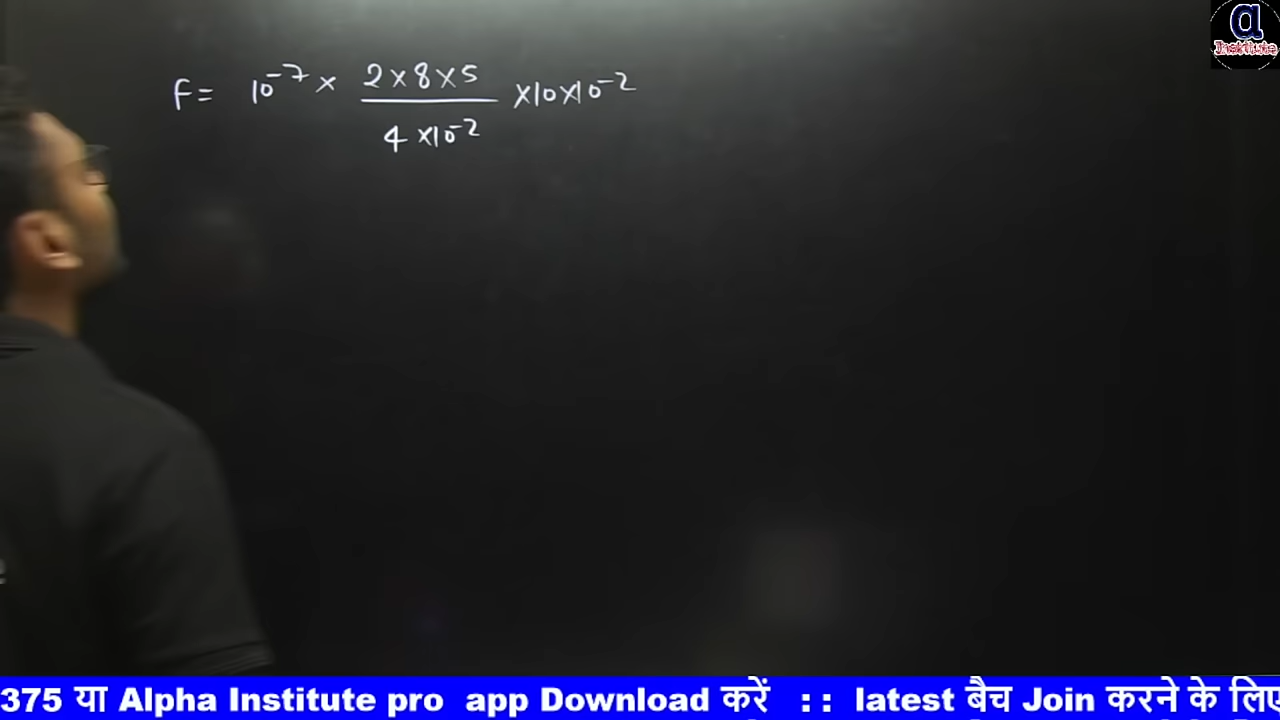 α
Institute
F = 10⁻⁷ × (2×8×5)/(4×10⁻²) ×10×10⁻²
375 या Alpha Institute pro app Download करें : : latest बैच Join करने के लिए